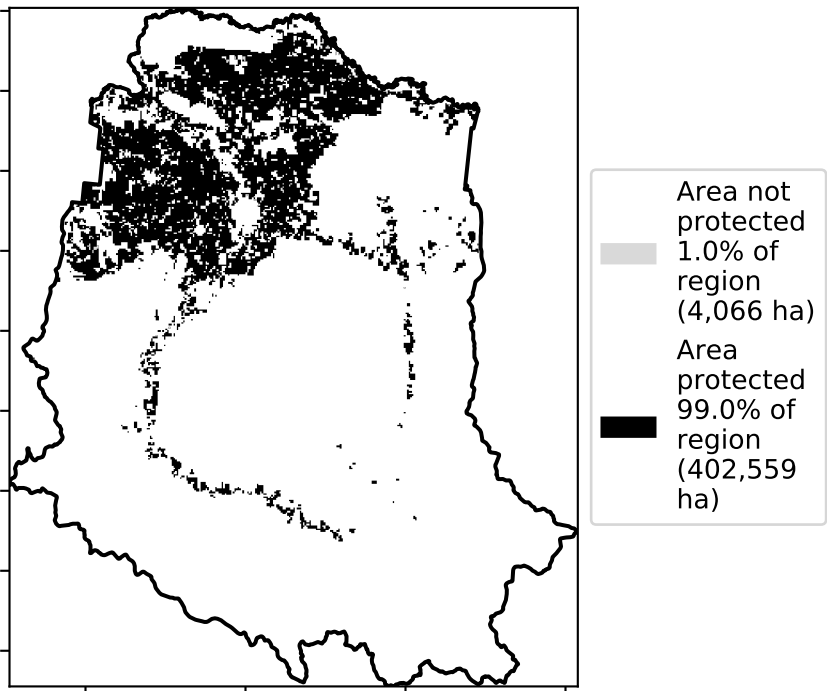 Area not
protected
1.0% of
region
(4,066 ha)
Area
protected
99.0% of
region
(402,559
ha)